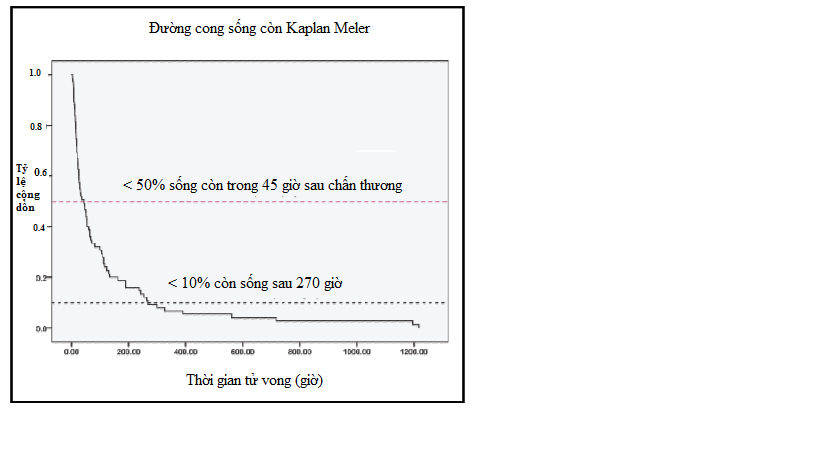 Đường cong sống còn Kaplan Meler
1.0
0.8
Tỷ
lệ
cộng
dồn
0.6
< 50% sống còn trong 45 giờ sau chấn thương
0.4
0.2
< 10% còn sống sau 270 giờ
0.0
0.00 200.00 400.00 600.00 800.00 1000.00 1200.00
Thời gian tử vong (giờ)